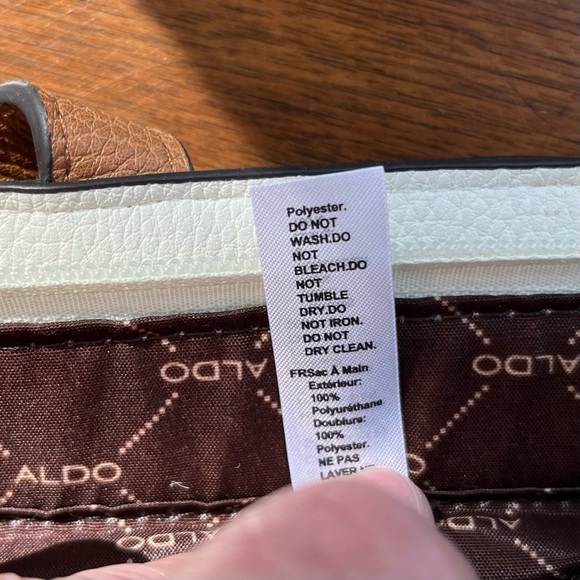 Polyester.
DO NOT
WASH.DO
NOT
BLEACH.DO
NOT
TUMBLE
DRY.DO
NOT IRON.
DO NOT
DRY CLEAN.
FRSac À Main
Extérieur:
100%
Polyuréthane
Doublure:
100%
Polyester.
NE PAS
LAVER
ALDO
ALDO
ALDO
ALDO